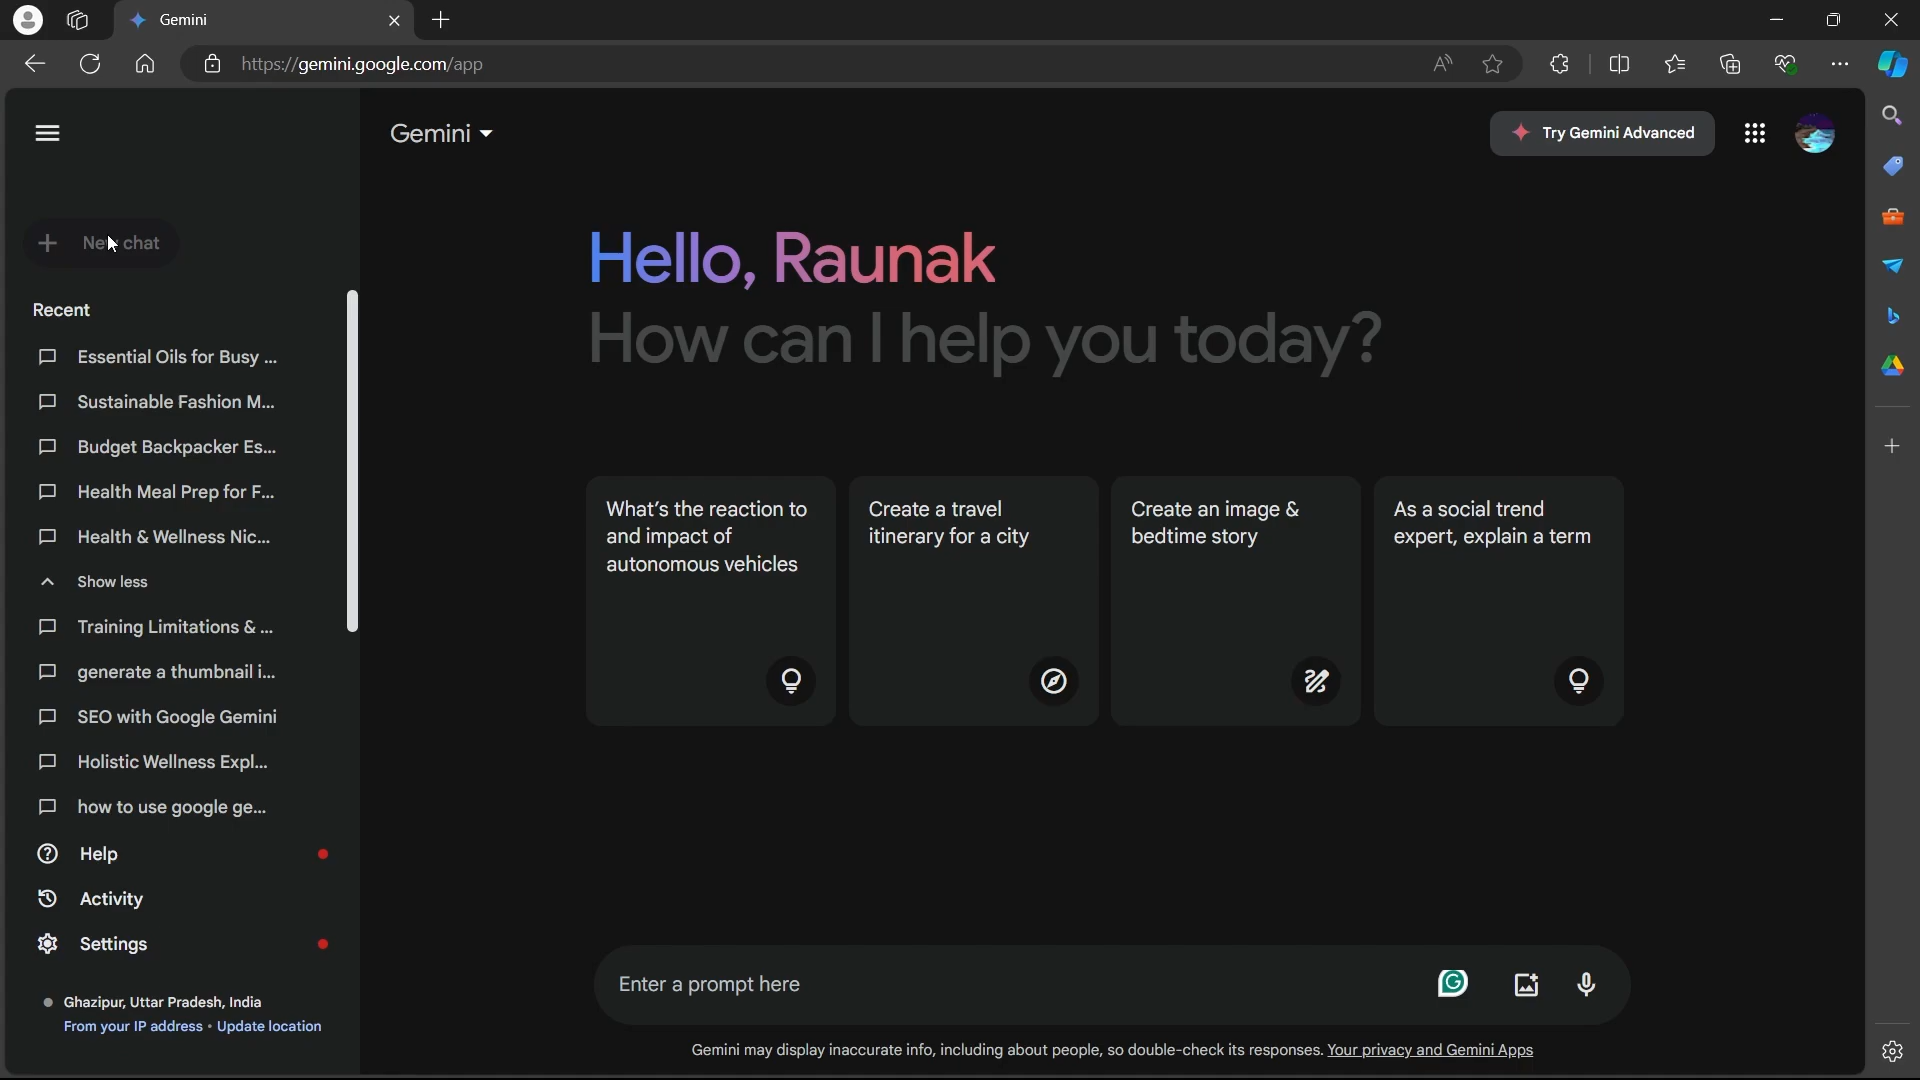 Gemini
https://gemini.google.com/app
Gemini
Try Gemini Advanced
New chat
Recent
Essential Oils for Busy ...
Sustainable Fashion M...
Budget Backpacker Es...
Health Meal Prep for F...
Health & Wellness Nic...
Show less
Training Limitations & ...
generate a thumbnail i...
SEO with Google Gemini
Holistic Wellness Expl...
how to use google ge...
Help
Activity
Settings
Ghazipur, Uttar Pradesh, India
From your IP address • Update location
Hello, Raunak
How can I help you today?
What's the reaction to
and impact of
autonomous vehicles
Create a travel
itinerary for a city
Create an image &
bedtime story
As a social trend
expert, explain a term
Enter a prompt here
Gemini may display inaccurate info, including about people, so double-check its responses. Your privacy and Gemini Apps